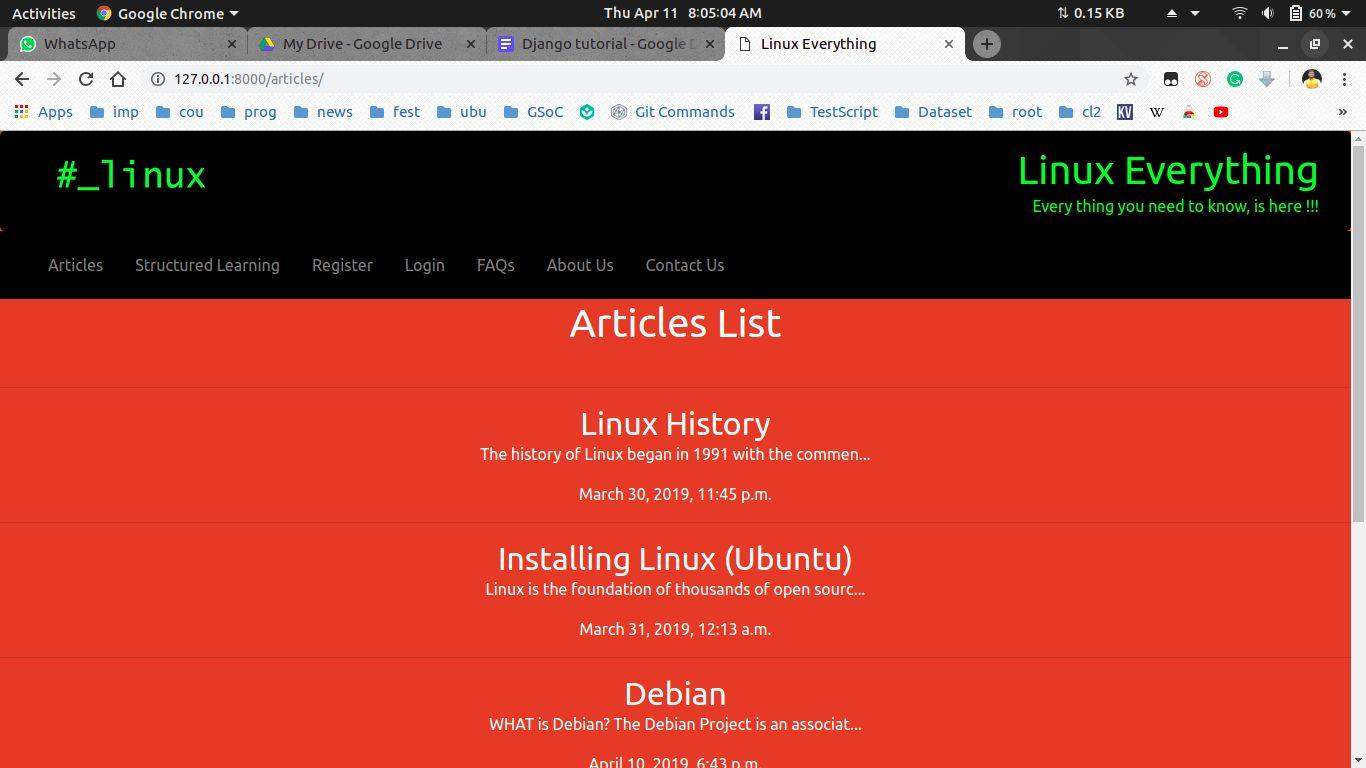 Activities Google Chrome Thu Apr 11 8:05:04 AM 0.15 KB 60 %
WhatsApp My Drive - Google Drive Django tutorial - Google D Linux Everything
127.0.0.1:8000/articles/
Apps imp cou prog news fest ubu GSoC Git Commands TestScript Dataset root cl2 KV W »
#_linux
Linux Everything
Every thing you need to know, is here !!!
Articles Structured Learning Register Login FAQs About Us Contact Us
Articles List
Linux History
The history of Linux began in 1991 with the commen...
March 30, 2019, 11:45 p.m.
Installing Linux (Ubuntu)
Linux is the foundation of thousands of open sourc...
March 31, 2019, 12:13 a.m.
Debian
WHAT is Debian? The Debian Project is an associat...
April 10, 2019, 6:43 p.m.